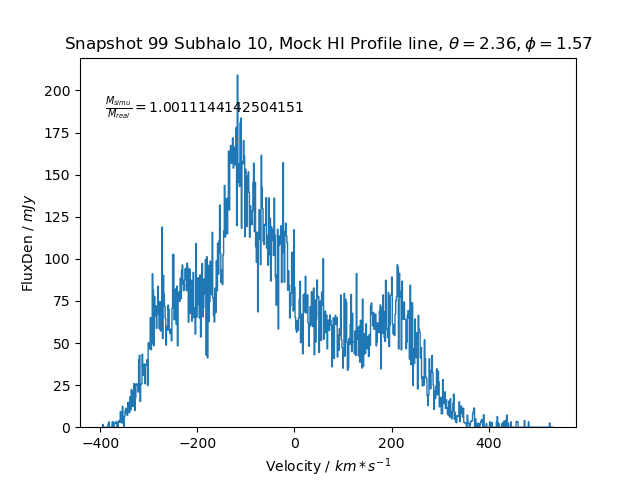 Snapshot 99 Subhalo 10, Mock HI Profile line, θ = 2.36, ϕ = 1.57
M_simu/M_real = 1.0011144142504151
200
175
150
125
100
75
50
25
0
FluxDen / mJy
−400 −200 0 200 400
Velocity / km * s⁻¹